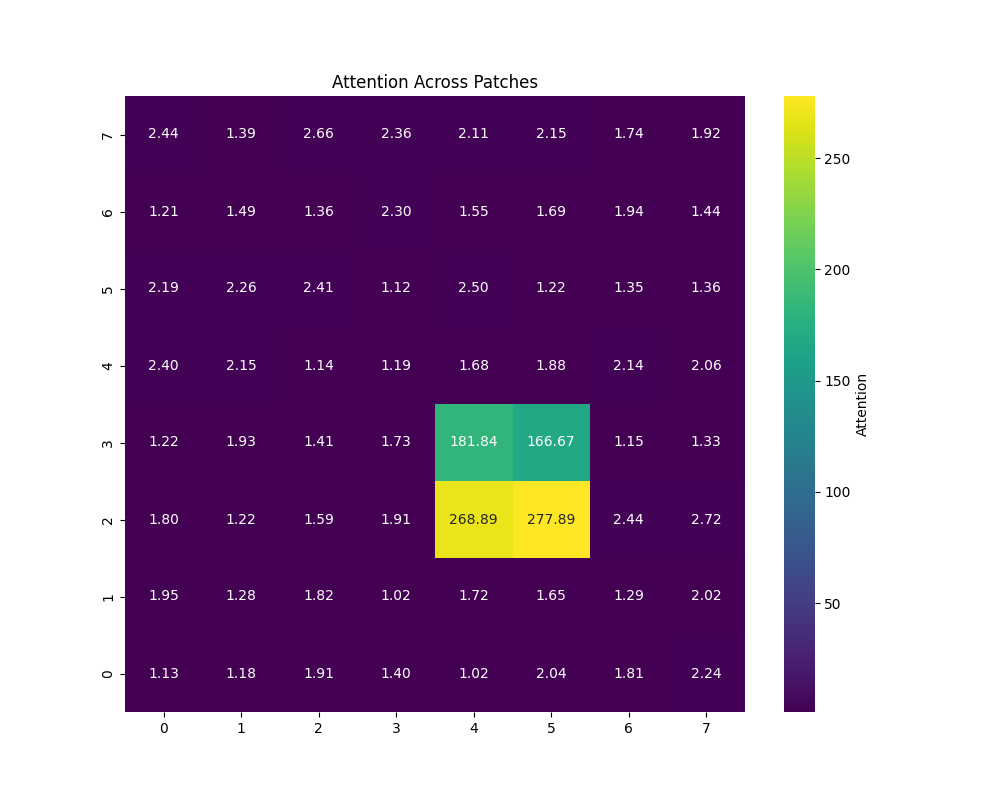 Attention Across Patches
7 2.44 1.39 2.66 2.36 2.11 2.15 1.74 1.92
250
6 1.21 1.49 1.36 2.30 1.55 1.69 1.94 1.44
200
5 2.19 2.26 2.41 1.12 2.50 1.22 1.35 1.36
4 2.40 2.15 1.14 1.19 1.68 1.88 2.14 2.06
150
Attention
3 1.22 1.93 1.41 1.73 181.84 166.67 1.15 1.33
100
2 1.80 1.22 1.59 1.91 268.89 277.89 2.44 2.72
1 1.95 1.28 1.82 1.02 1.72 1.65 1.29 2.02
50
0 1.13 1.18 1.91 1.40 1.02 2.04 1.81 2.24
0 1 2 3 4 5 6 7